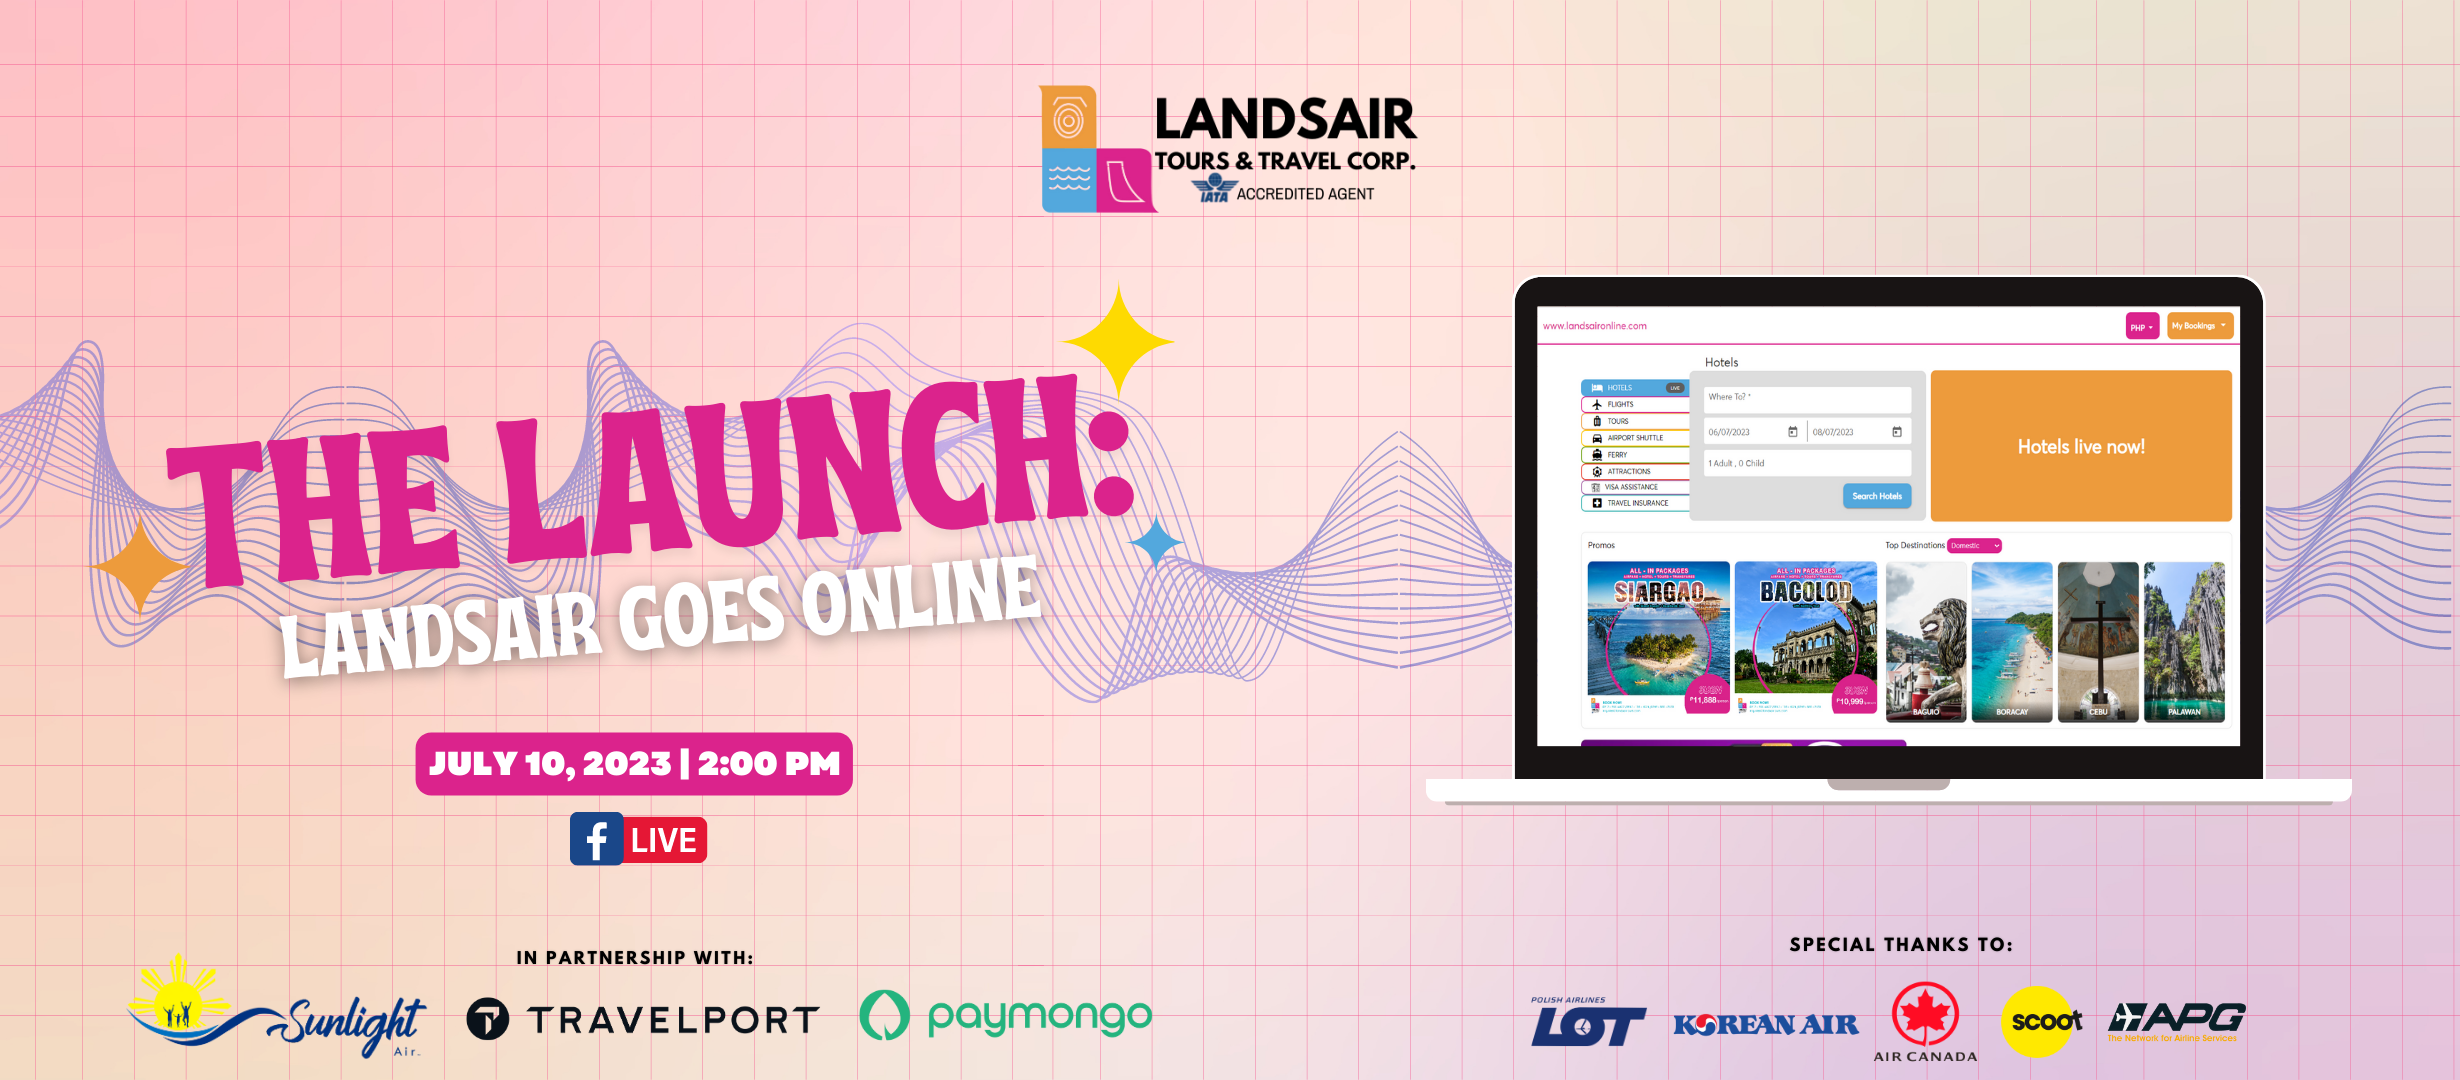 LANDSAIR
TOURS & TRAVEL CORP.
IATA ACCREDITED AGENT
THE LAUNCH:
LANDSAIR GOES ONLINE
JULY 10, 2023 | 2:00 PM
f LIVE
IN PARTNERSHIP WITH:
Sunlight
Air
TRAVELPORT
paymongo
www.landsaironline.com
PHP
My Bookings
Hotels
HOTELS LIVE
FLIGHTS
TOURS
AIRPORT SHUTTLE
FERRY
ATTRACTIONS
VISA ASSISTANCE
TRAVEL INSURANCE
Where To? *
06/07/2023
08/07/2023
1 Adult , 0 Child
Search Hotels
Hotels live now!
Promos
ALL - IN PACKAGES
SIARGAO
₱11,888
ALL - IN PACKAGES
BACOLOD
₱10,999
Top Destinations Domestic
BAGUIO
BORACAY
CEBU
PALAWAN
SPECIAL THANKS TO:
POLISH AIRLINES
LOT
KOREAN AIR
AIR CANADA
scoot
APG
The Network for Airline Services